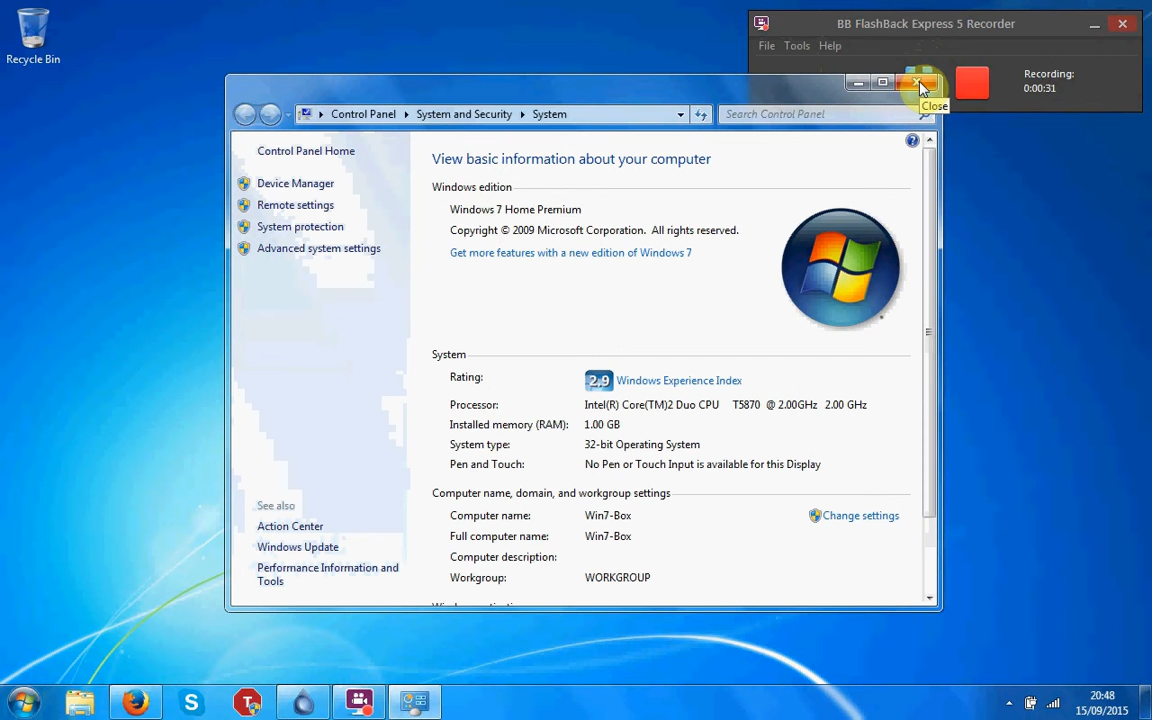 Recycle Bin
BB FlashBack Express 5 Recorder
File Tools Help
Recording:
0:00:31
Close
Control Panel System and Security System
Search Control Panel
Control Panel Home
Device Manager
Remote settings
System protection
Advanced system settings
See also
Action Center
Windows Update
Performance Information and
Tools
View basic information about your computer
Windows edition
Windows 7 Home Premium
Copyright © 2009 Microsoft Corporation. All rights reserved.
Get more features with a new edition of Windows 7
System
Rating: 2.9 Windows Experience Index
Processor: Intel(R) Core(TM)2 Duo CPU T5870 @ 2.00GHz 2.00 GHz
Installed memory (RAM): 1.00 GB
System type: 32-bit Operating System
Pen and Touch: No Pen or Touch Input is available for this Display
Computer name, domain, and workgroup settings
Computer name: Win7-Box Change settings
Full computer name: Win7-Box
Computer description:
Workgroup: WORKGROUP
20:48
15/09/2015